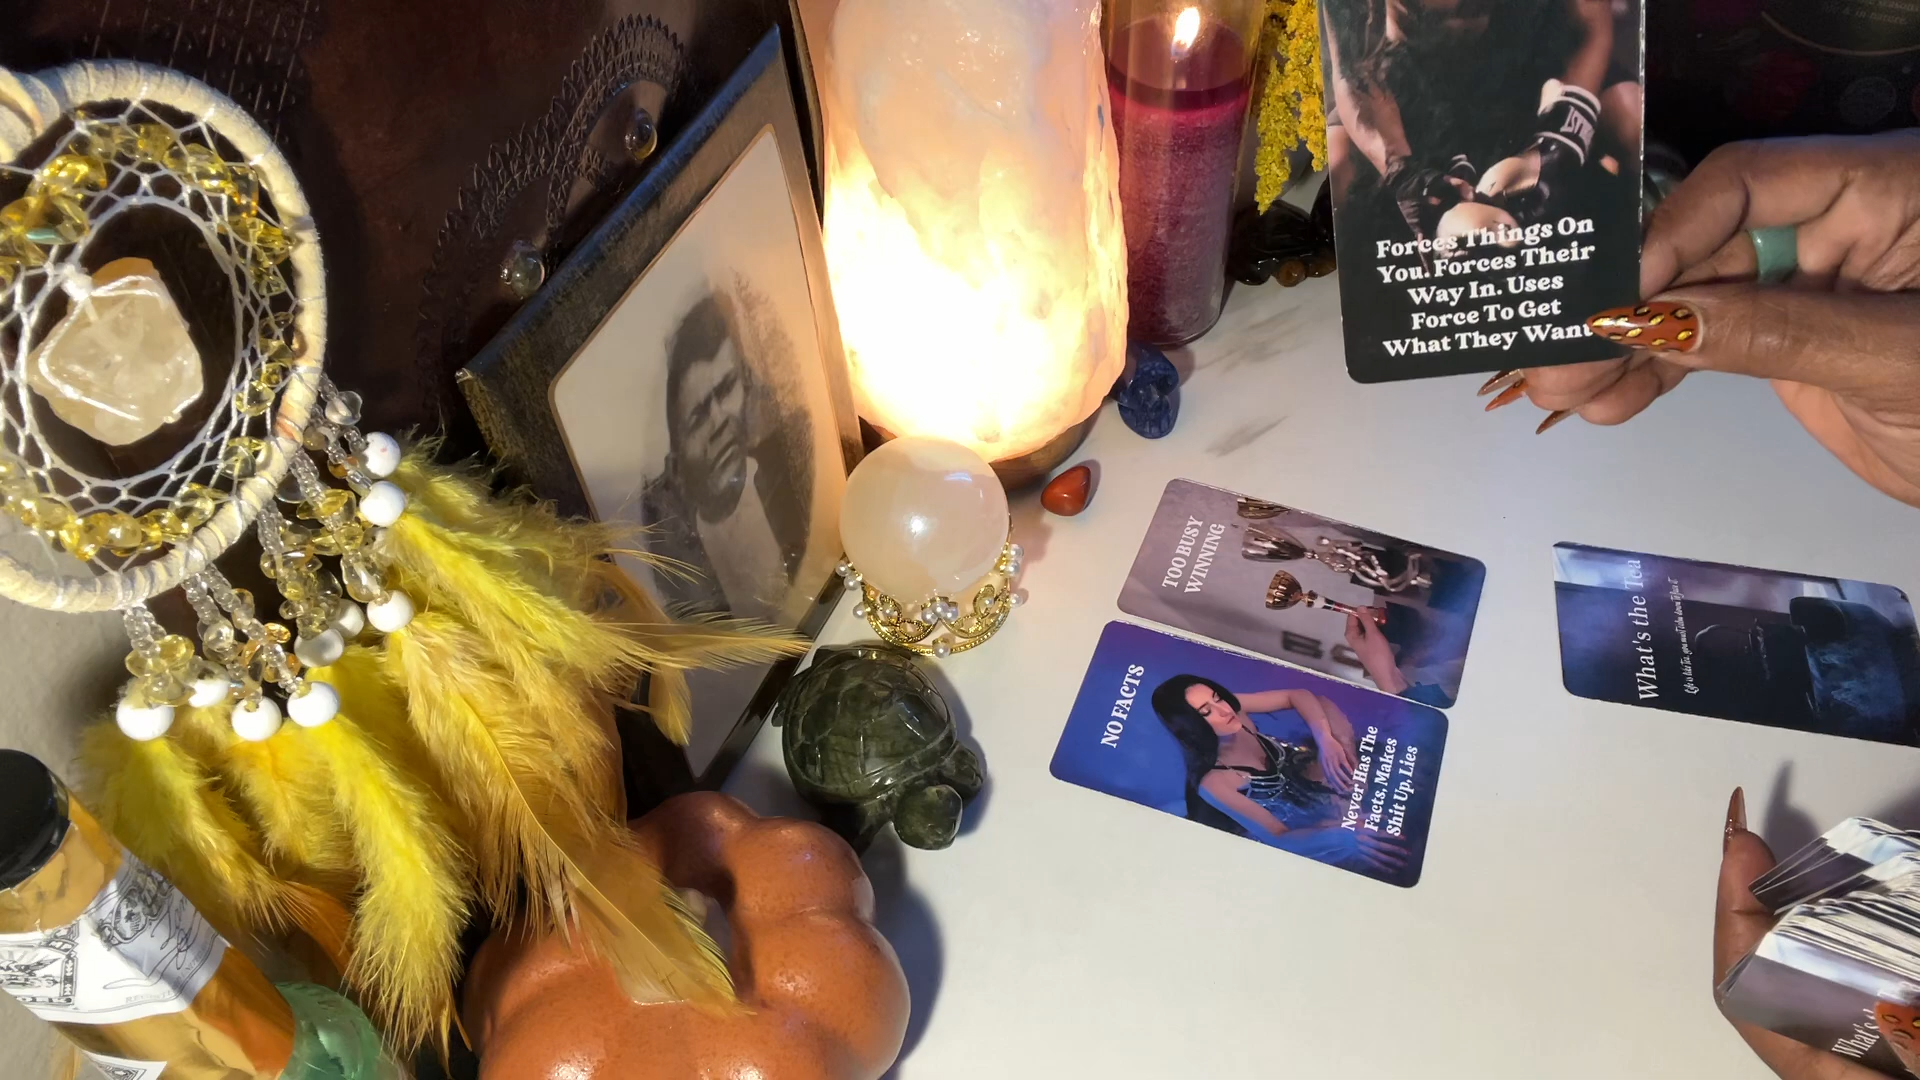 Forces Things On
You. Forces Their
Way In. Uses
Force To Get
What They Want
TOO BUSY
WINNING
NO FACTS
Never Has The
Facts, Makes
Shit Up, Lies
What's the Tea
What's